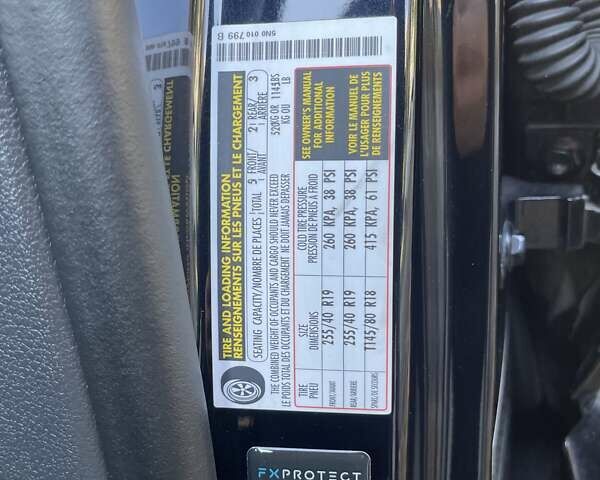 5N0 010 799 B
TIRE AND LOADING INFORMATION
RENSEIGNEMENTS SUR LES PNEUS ET LE CHARGEMENT
SEATING CAPACITY/NOMBRE DE PLACES/TOTAL 5 FRONT/AVANT 2 REAR/ARRIÈRE 3
THE COMBINED WEIGHT OF OCCUPANTS AND CARGO SHOULD NEVER EXCEED 520KG OR LBS
LE POIDS TOTAL DES OCCUPANTS ET DU CHARGEMENT NE DOIT JAMAIS DEPASSER KG OU LB
TIRE SIZE COLD TIRE PRESSURE SEE OWNER'S MANUAL
PNEU DIMENSIONS PRESSION DE PNEUS A FROID FOR ADDITIONAL
INFORMATION
FRONT/AVANT 255/40 R19 260 KPA, 38 PSI
REAR/ARRIERE 255/40 R19 260 KPA, 38 PSI VOIR LE MANUEL DE
L'USAGER POUR PLUS
DE RENSEIGNEMENTS
SPARE/DE SECOURS T145/80 R18 415 KPA, 61 PSI
FXPROTECT